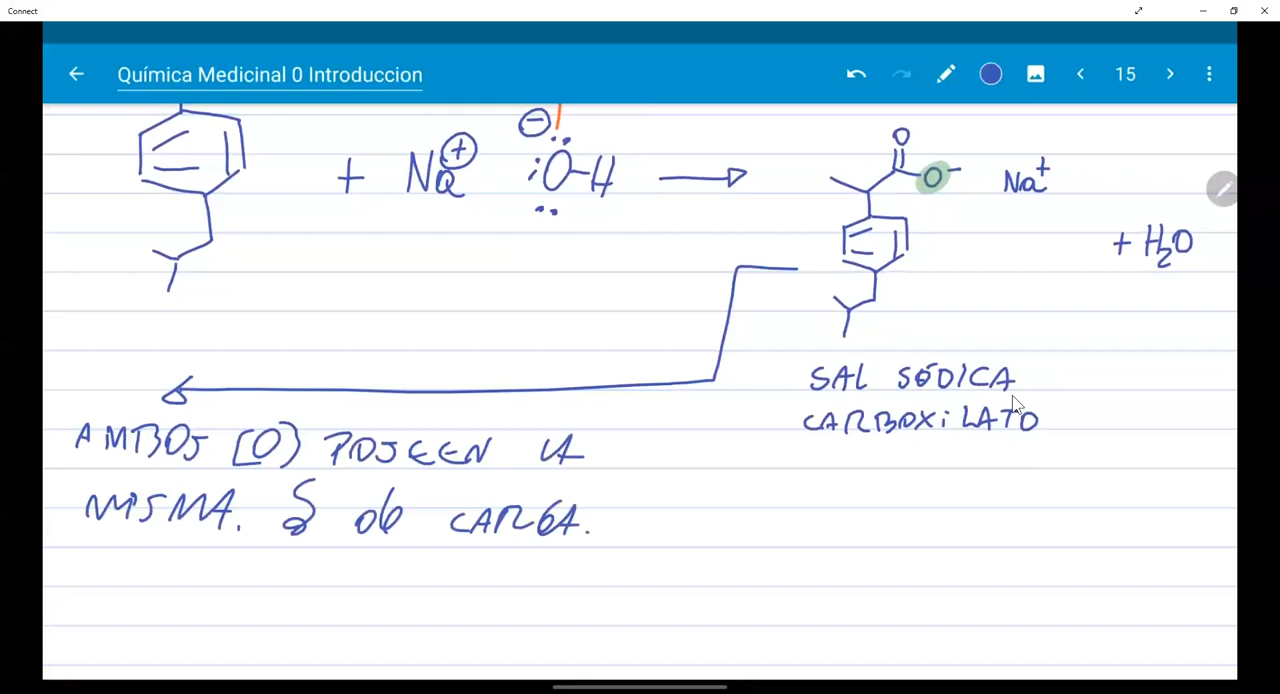 Connect
Química Medicinal 0 Introduccion
15
+ Na⊕ ⊖ :O-H → O O⁻ Na⁺
+ H₂O
SAL SÓDICA
CARBOXiLATO
AMBOS [O] POSEEN LA
MISMA. δ de CARGA.